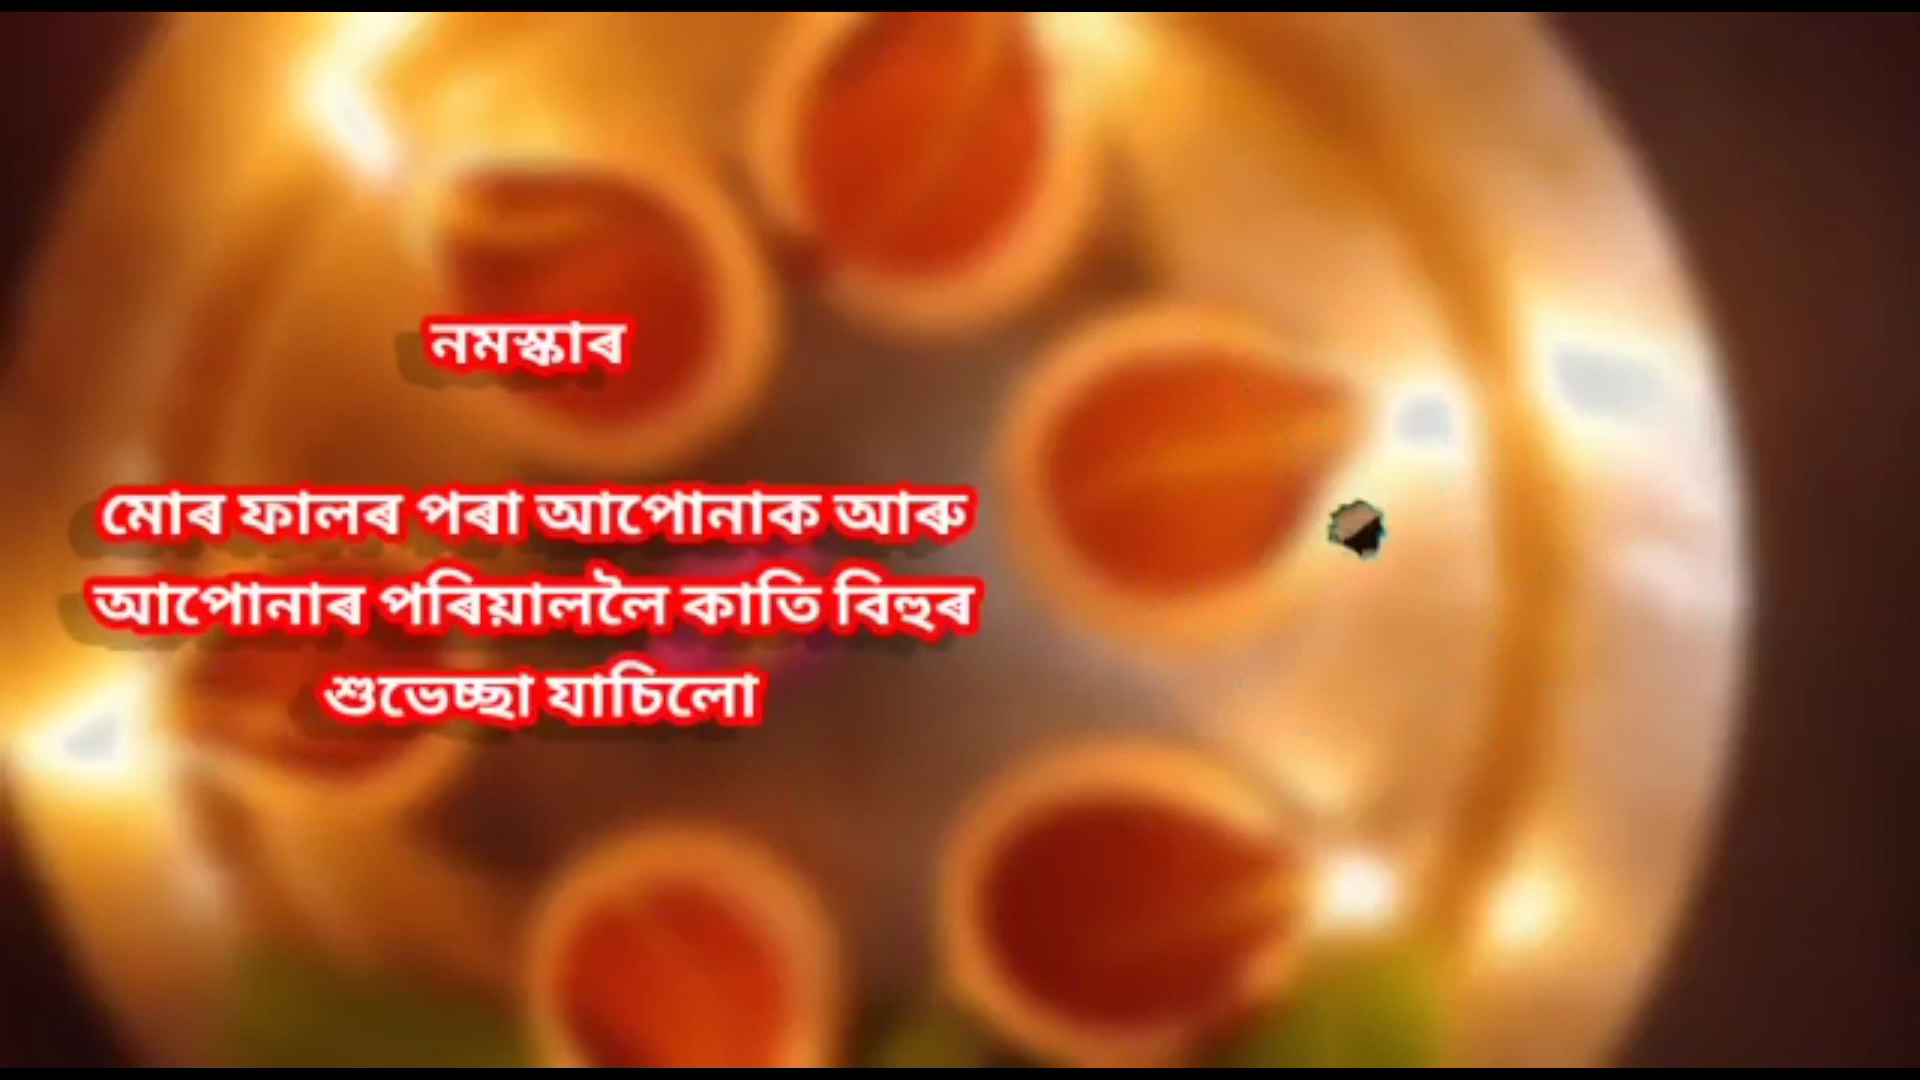 নমস্কাৰ
মোৰ ফালৰ পৰা আপোনাক আৰু
আপোনাৰ পৰিয়াললৈ কাতি বিহুৰ
শুভেচ্ছা যাচিলো